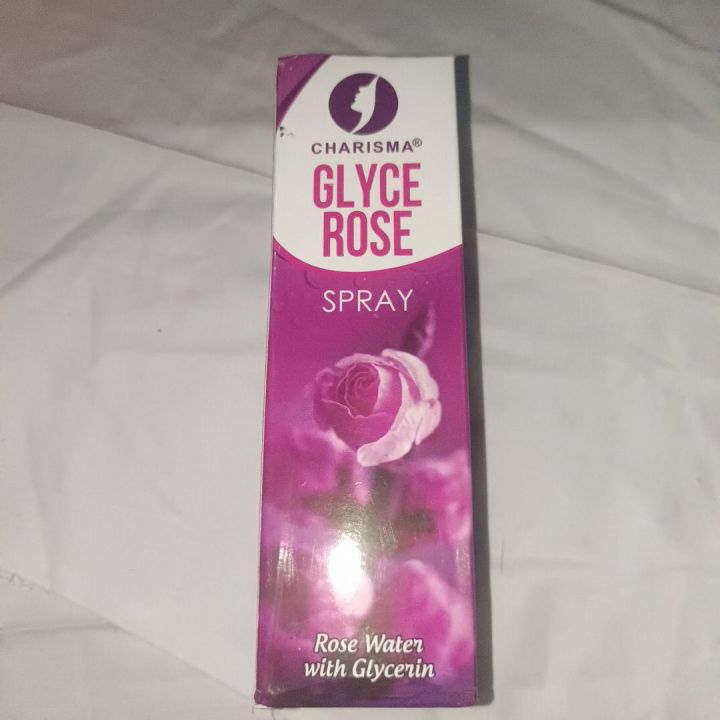 CHARISMA®
GLYCE
ROSE
SPRAY
Rose Water
with Glycerin